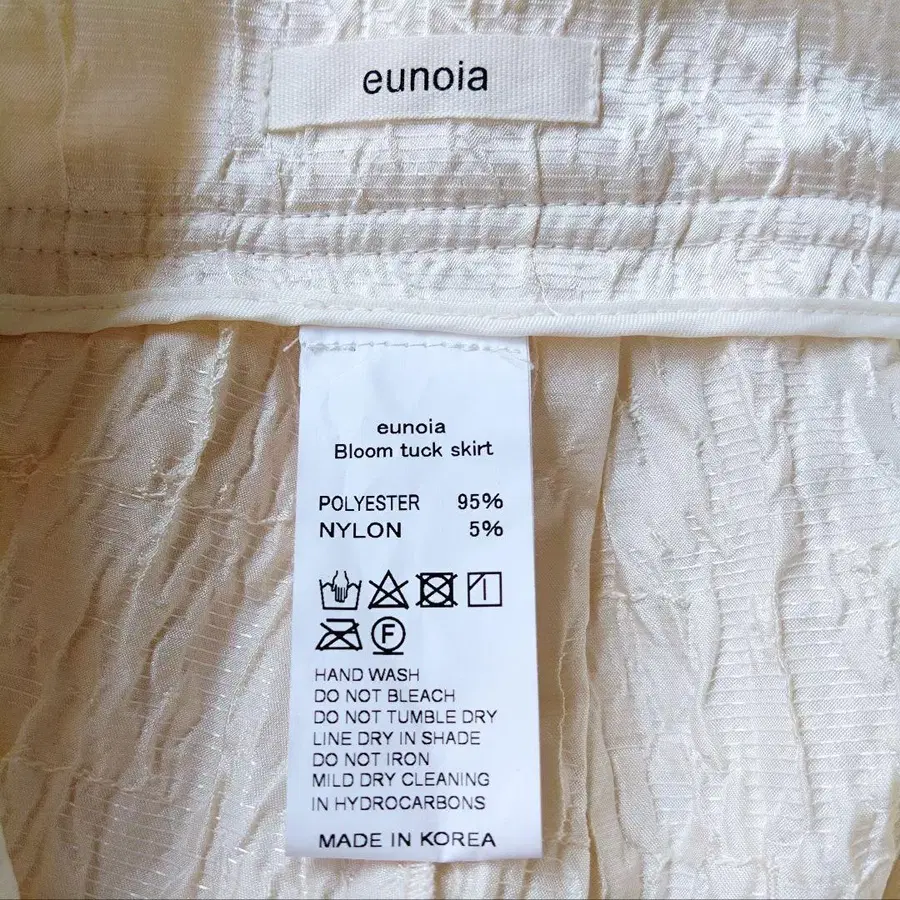 eunoia
eunoia
Bloom tuck skirt
POLYESTER 95%
NYLON 5%
F
HAND WASH
DO NOT BLEACH
DO NOT TUMBLE DRY
LINE DRY IN SHADE
DO NOT IRON
MILD DRY CLEANING
IN HYDROCARBONS
MADE IN KOREA